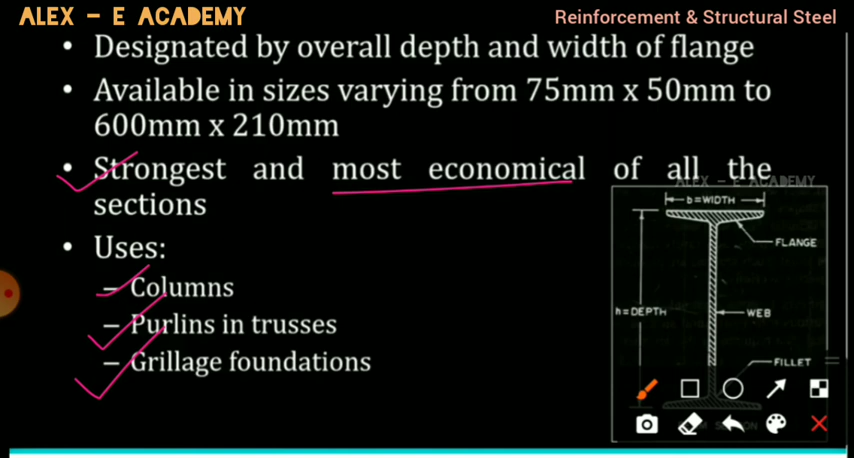 ALEX – E ACADEMY
Reinforcement & Structural Steel
• Designated by overall depth and width of flange
• Available in sizes varying from 75mm x 50mm to
600mm x 210mm
• Strongest and most economical of all the
sections
• Uses:
– Columns
– Purlins in trusses
– Grillage foundations
ALEX – E ACADEMY
b=WIDTH
FLANGE
h=DEPTH
WEB
FILLET